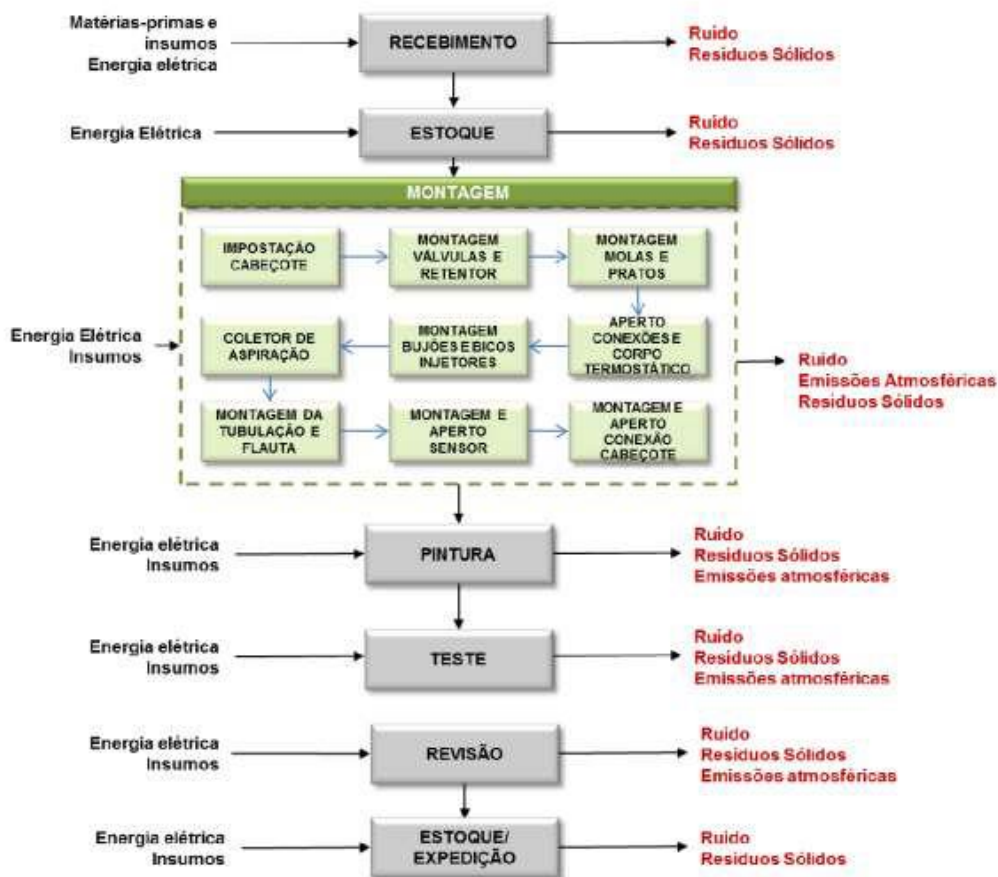 Matérias-primas e
insumos
Energia elétrica
RECEBIMENTO
Ruído
Resíduos Sólidos
Energia Elétrica
ESTOQUE
Ruído
Resíduos Sólidos
MONTAGEM
IMPOSTAÇÃO
CABEÇOTE
MONTAGEM
VÁLVULAS E
RETENTOR
MONTAGEM
MOLAS E
PRATOS
Energia Elétrica
Insumos
COLETOR DE
ASPIRAÇÃO
MONTAGEM
BUJÕES E BICOS
INJETORES
APERTO
CONEXÕES E
CORPO
TERMOSTÁTICO
Ruído
Emissões Atmosféricas
Resíduos Sólidos
MONTAGEM DA
TUBULAÇÃO E
FLAUTA
MONTAGEM E
APERTO
SENSOR
MONTAGEM E
APERTO
CONEXÃO
CABEÇOTE
Energia elétrica
Insumos
PINTURA
Ruído
Resíduos Sólidos
Emissões atmosféricas
Energia elétrica
Insumos
TESTE
Ruído
Resíduos Sólidos
Emissões atmosféricas
Energia elétrica
Insumos
REVISÃO
Ruído
Resíduos Sólidos
Emissões atmosféricas
Energia elétrica
Insumos
ESTOQUE/
EXPEDIÇÃO
Ruído
Resíduos Sólidos